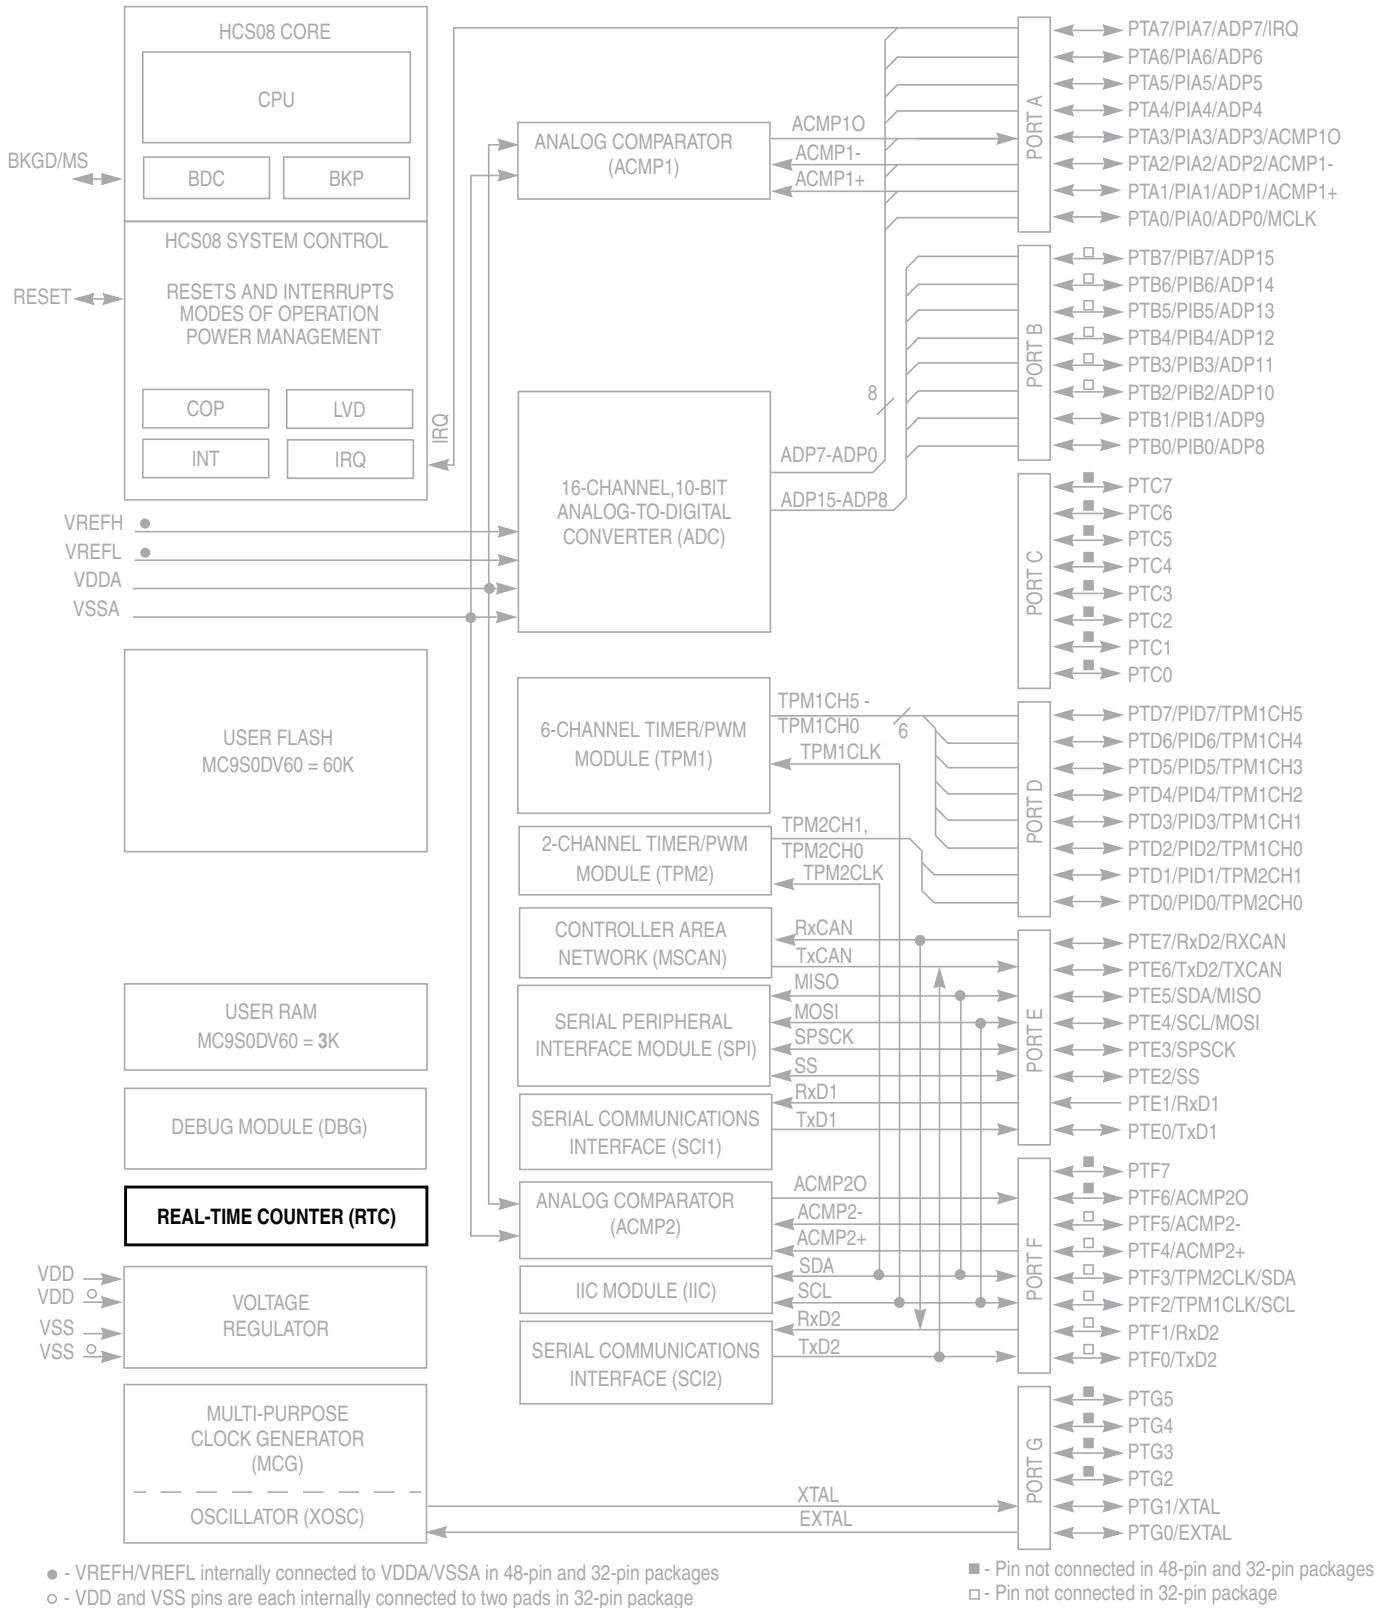 HCS08 CORE
CPU
BDC
BKP
BKGD/MS
HCS08 SYSTEM CONTROL
RESETS AND INTERRUPTS
MODES OF OPERATION
POWER MANAGEMENT
COP
LVD
INT
IRQ
RESET
IRQ
VREFH
VREFL
VDDA
VSSA
USER FLASH
MC9S0DV60 = 60K
USER RAM
MC9S0DV60 = 3K
DEBUG MODULE (DBG)
REAL-TIME COUNTER (RTC)
VDD
VDD
VSS
VSS
VOLTAGE
REGULATOR
MULTI-PURPOSE
CLOCK GENERATOR
(MCG)
OSCILLATOR (XOSC)
ANALOG COMPARATOR
(ACMP1)
ACMP1O
ACMP1-
ACMP1+
16-CHANNEL,10-BIT
ANALOG-TO-DIGITAL
CONVERTER (ADC)
8
ADP7-ADP0
ADP15-ADP8
6-CHANNEL TIMER/PWM
MODULE (TPM1)
TPM1CH5 -
TPM1CH0
6
TPM1CLK
2-CHANNEL TIMER/PWM
MODULE (TPM2)
TPM2CH1,
TPM2CH0
TPM2CLK
CONTROLLER AREA
NETWORK (MSCAN)
RxCAN
TxCAN
SERIAL PERIPHERAL
INTERFACE MODULE (SPI)
MISO
MOSI
SPSCK
SS
SERIAL COMMUNICATIONS
INTERFACE (SCI1)
RxD1
TxD1
ANALOG COMPARATOR
(ACMP2)
ACMP2O
ACMP2-
ACMP2+
IIC MODULE (IIC)
SDA
SCL
SERIAL COMMUNICATIONS
INTERFACE (SCI2)
RxD2
TxD2
XTAL
EXTAL
PORT A
PTA7/PIA7/ADP7/IRQ
PTA6/PIA6/ADP6
PTA5/PIA5/ADP5
PTA4/PIA4/ADP4
PTA3/PIA3/ADP3/ACMP1O
PTA2/PIA2/ADP2/ACMP1-
PTA1/PIA1/ADP1/ACMP1+
PTA0/PIA0/ADP0/MCLK
PORT B
PTB7/PIB7/ADP15
PTB6/PIB6/ADP14
PTB5/PIB5/ADP13
PTB4/PIB4/ADP12
PTB3/PIB3/ADP11
PTB2/PIB2/ADP10
PTB1/PIB1/ADP9
PTB0/PIB0/ADP8
PORT C
PTC7
PTC6
PTC5
PTC4
PTC3
PTC2
PTC1
PTC0
PORT D
PTD7/PID7/TPM1CH5
PTD6/PID6/TPM1CH4
PTD5/PID5/TPM1CH3
PTD4/PID4/TPM1CH2
PTD3/PID3/TPM1CH1
PTD2/PID2/TPM1CH0
PTD1/PID1/TPM2CH1
PTD0/PID0/TPM2CH0
PORT E
PTE7/RxD2/RXCAN
PTE6/TxD2/TXCAN
PTE5/SDA/MISO
PTE4/SCL/MOSI
PTE3/SPSCK
PTE2/SS
PTE1/RxD1
PTE0/TxD1
PORT F
PTF7
PTF6/ACMP2O
PTF5/ACMP2-
PTF4/ACMP2+
PTF3/TPM2CLK/SDA
PTF2/TPM1CLK/SCL
PTF1/RxD2
PTF0/TxD2
PORT G
PTG5
PTG4
PTG3
PTG2
PTG1/XTAL
PTG0/EXTAL
● - VREFH/VREFL internally connected to VDDA/VSSA in 48-pin and 32-pin packages
○ - VDD and VSS pins are each internally connected to two pads in 32-pin package
■ - Pin not connected in 48-pin and 32-pin packages
□ - Pin not connected in 32-pin package